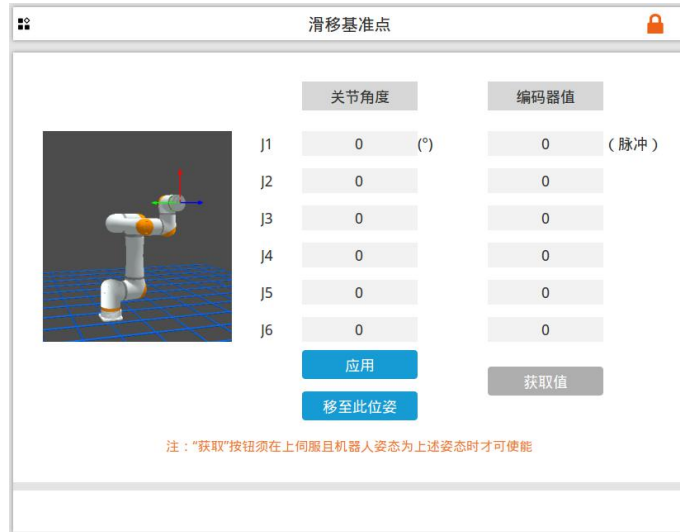 滑移基准点
关节角度 编码器值
J1 0 (°) 0 （脉冲）
J2 0 0
J3 0 0
J4 0 0
J5 0 0
J6 0 0
应用
获取值
移至此位姿
注：“获取”按钮须在上伺服且机器人姿态为上述姿态时才可使能